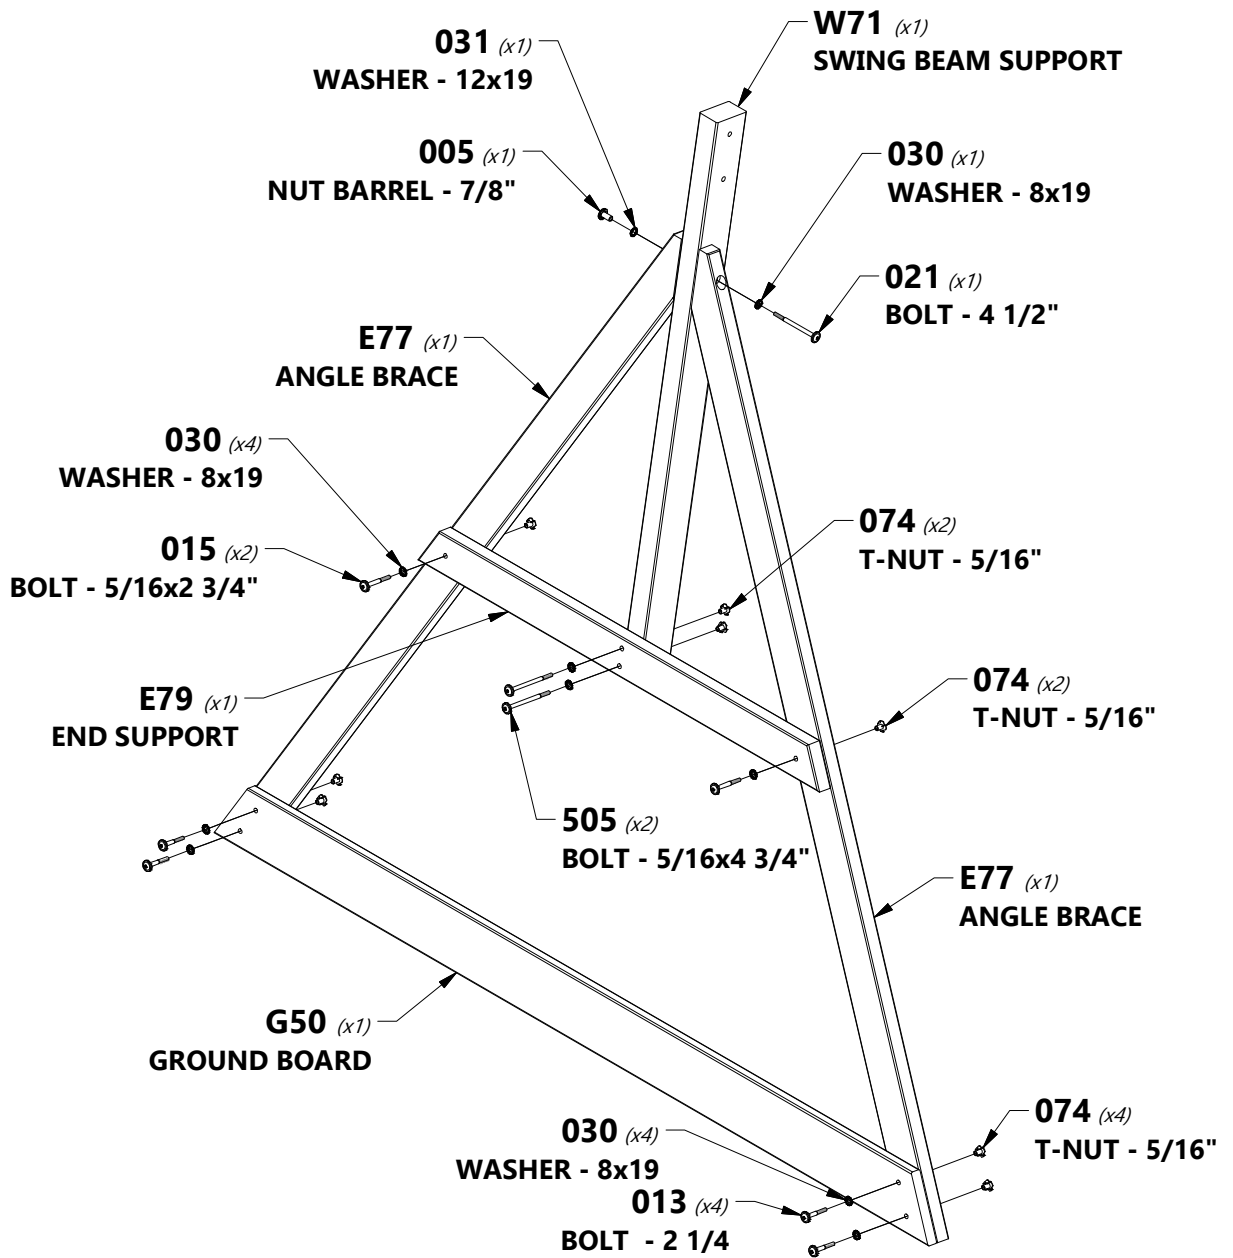 W71 (x1)
SWING BEAM SUPPORT
031 (x1)
WASHER - 12x19
005 (x1)
NUT BARREL - 7/8"
030 (x1)
WASHER - 8x19
021 (x1)
BOLT - 4 1/2"
E77 (x1)
ANGLE BRACE
030 (x4)
WASHER - 8x19
015 (x2)
BOLT - 5/16x2 3/4"
074 (x2)
T-NUT - 5/16"
E79 (x1)
END SUPPORT
074 (x2)
T-NUT - 5/16"
505 (x2)
BOLT - 5/16x4 3/4"
E77 (x1)
ANGLE BRACE
G50 (x1)
GROUND BOARD
074 (x4)
T-NUT - 5/16"
030 (x4)
WASHER - 8x19
013 (x4)
BOLT - 2 1/4